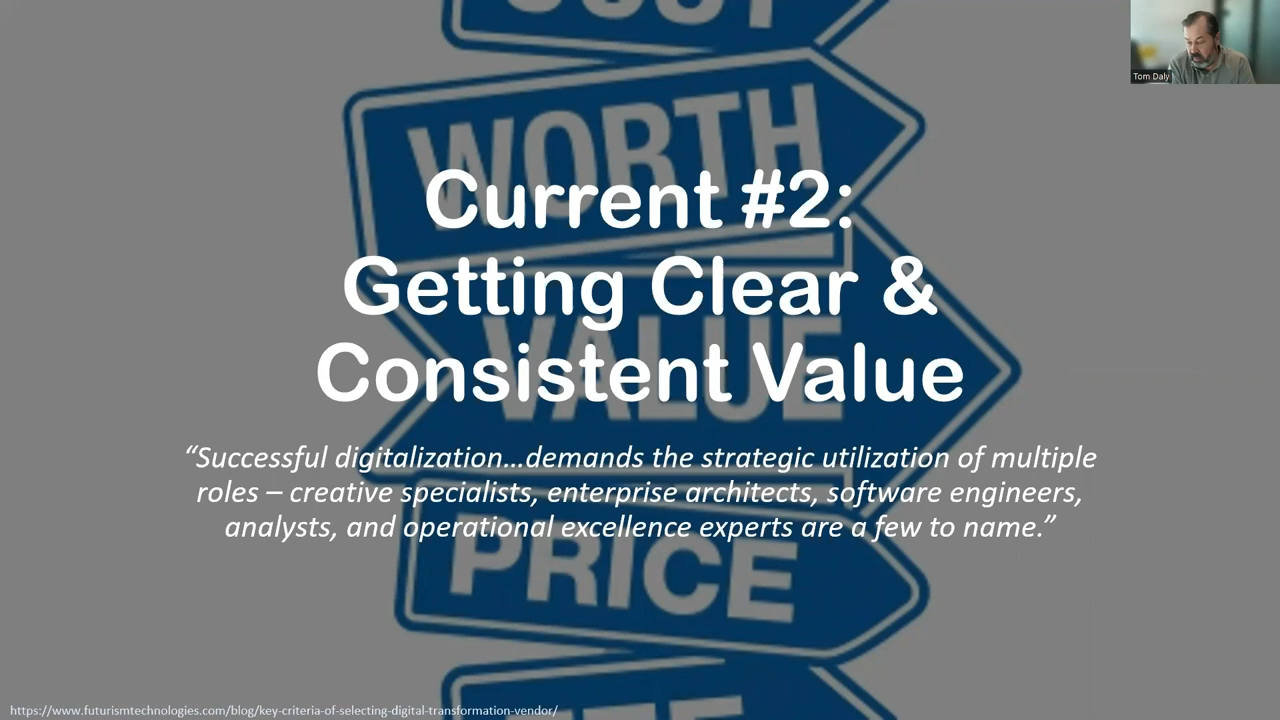 COST
Tom Daly
WORTH
Current #2:
Getting Clear &
Consistent Value
VALUE
“Successful digitalization...demands the strategic utilization of multiple
roles – creative specialists, enterprise architects, software engineers,
analysts, and operational excellence experts are a few to name.”
PRICE
https://www.futurismtechnologies.com/blog/key-criteria-of-selecting-digital-transformation-vendor/